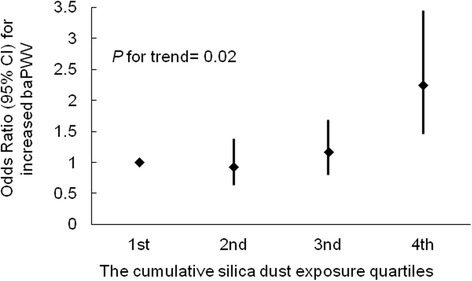 Odds Ratio (95% CI) for
increased baPWV
3.5
3
2.5
2
1.5
1
0.5
0
P for trend= 0.02
1st 2nd 3rd 4th
The cumulative silica dust exposure quartiles